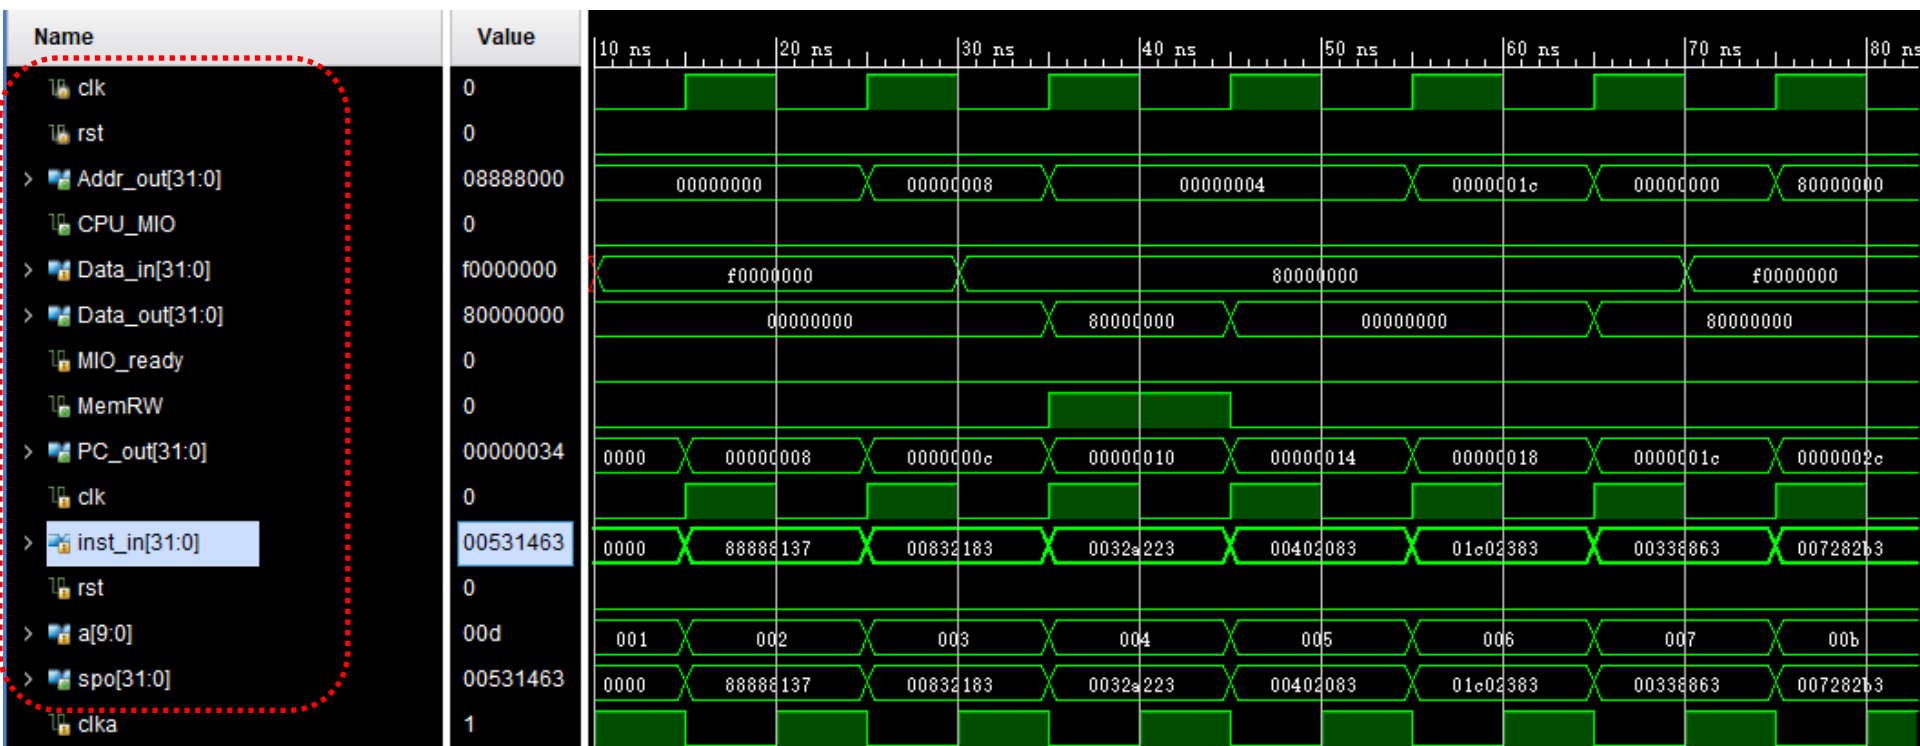 Name Value 10 ns 20 ns 30 ns 40 ns 50 ns 60 ns 70 ns 80 ns
clk 0
rst 0
> Addr_out[31:0] 08888000 00000000 00000008 00000004 0000001c 00000000 80000000
CPU_MIO 0
> Data_in[31:0] f0000000 f0000000 80000000 f0000000
> Data_out[31:0] 80000000 00000000 80000000 00000000 80000000
MIO_ready 0
MemRW 0
> PC_out[31:0] 00000034 0000 00000008 0000000c 00000010 00000014 00000018 0000001c 0000002c
clk 0
> inst_in[31:0] 00531463 0000 88888137 00832183 0032a223 00402083 01c02383 00338863 007282b3
rst 0
> a[9:0] 00d 001 002 003 004 005 006 007 00b
> spo[31:0] 00531463 0000 88888137 00832183 0032a223 00402083 01c02383 00338863 007282b3
clka 1